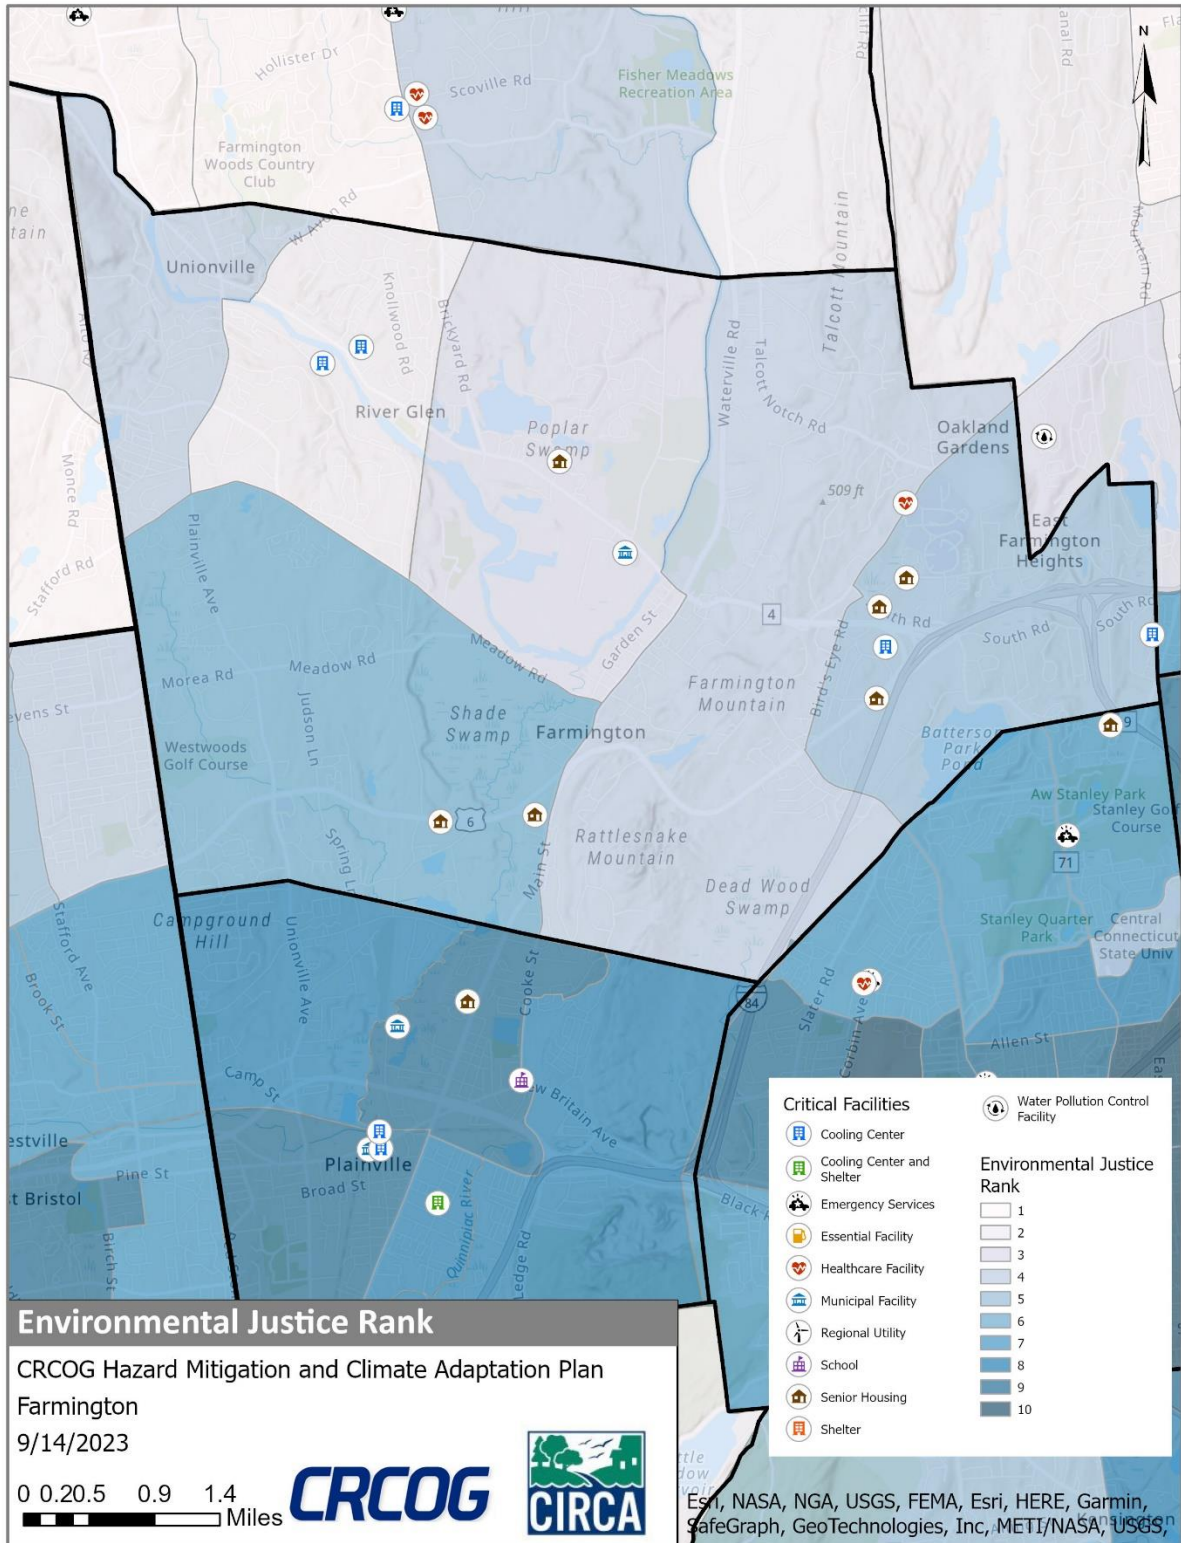 N
Hollister Dr
Scoville Rd
Fisher Meadows
Recreation Area
Farmington
Woods Country
Club
Mountain Rd
W Avon Rd
Talcott Mountain
Unionville
Knollwood Rd
Brickyard Rd
Waterville Rd
Talcott Notch Rd
River Glen
Poplar
Swamp
Oakland
Gardens
Monce Rd
509 ft
East
Farmington
Heights
Stafford Rd
Plainville Ave
4
South Rd
South Rd
Garden St
Bird's Eye Rd
Meadow Rd
Meadow Rd
Morea Rd
Judson Ln
Farmington
Mountain
Shade
Swamp
Farmington
Westwoods
Golf Course
Batterson
Park
Pond
9
Aw Stanley Park
Stanley Golf
Course
6
71
Spring Ln
Main St
Rattlesnake
Mountain
Dead Wood
Swamp
Stanley Quarter
Park
Central
Connecticut
State Univ
Campground
Hill
Stafford Ave
Unionville Ave
Cooke St
Brook St
84
Slater Rd
Corbin Ave
Allen St
Camp St
New Britain Ave
Pine St
Plainville
Broad St
Birch St
Quinnipiac River
Ledge Rd
Critical Facilities
Cooling Center
Cooling Center and
Shelter
Emergency Services
Essential Facility
Healthcare Facility
Municipal Facility
Regional Utility
School
Senior Housing
Shelter
Water Pollution Control
Facility
Environmental Justice
Rank
1
2
3
4
5
6
7
8
9
10
Environmental Justice Rank
CRCOG Hazard Mitigation and Climate Adaptation Plan
Farmington
9/14/2023
0 0.20.5 0.9 1.4
Miles
CRCOG
CIRCA
Esri, NASA, NGA, USGS, FEMA, Esri, HERE, Garmin,
SafeGraph, GeoTechnologies, Inc, METI/NASA, USGS,
Kensington